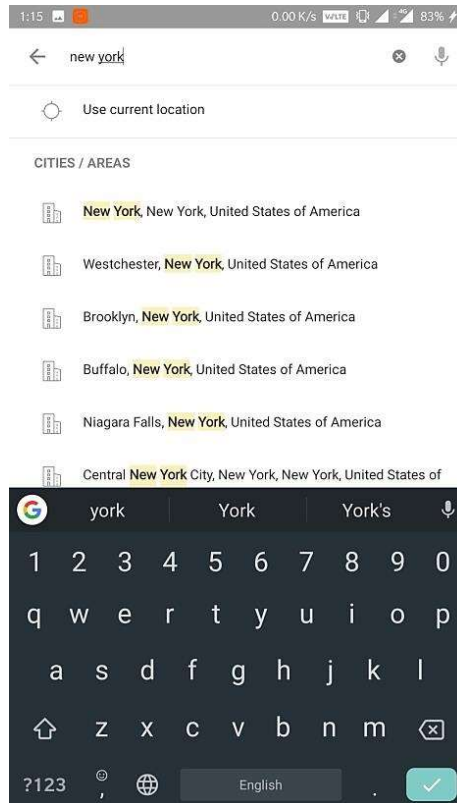 1:15 0.00 K/s VoLTE 4G 83%
new york
Use current location
CITIES / AREAS
New York, New York, United States of America
Westchester, New York, United States of America
Brooklyn, New York, United States of America
Buffalo, New York, United States of America
Niagara Falls, New York, United States of America
Central New York City, New York, New York, United States of
G york York York's
1 2 3 4 5 6 7 8 9 0
q w e r t y u i o p
a s d f g h j k l
z x c v b n m
?123 , English .